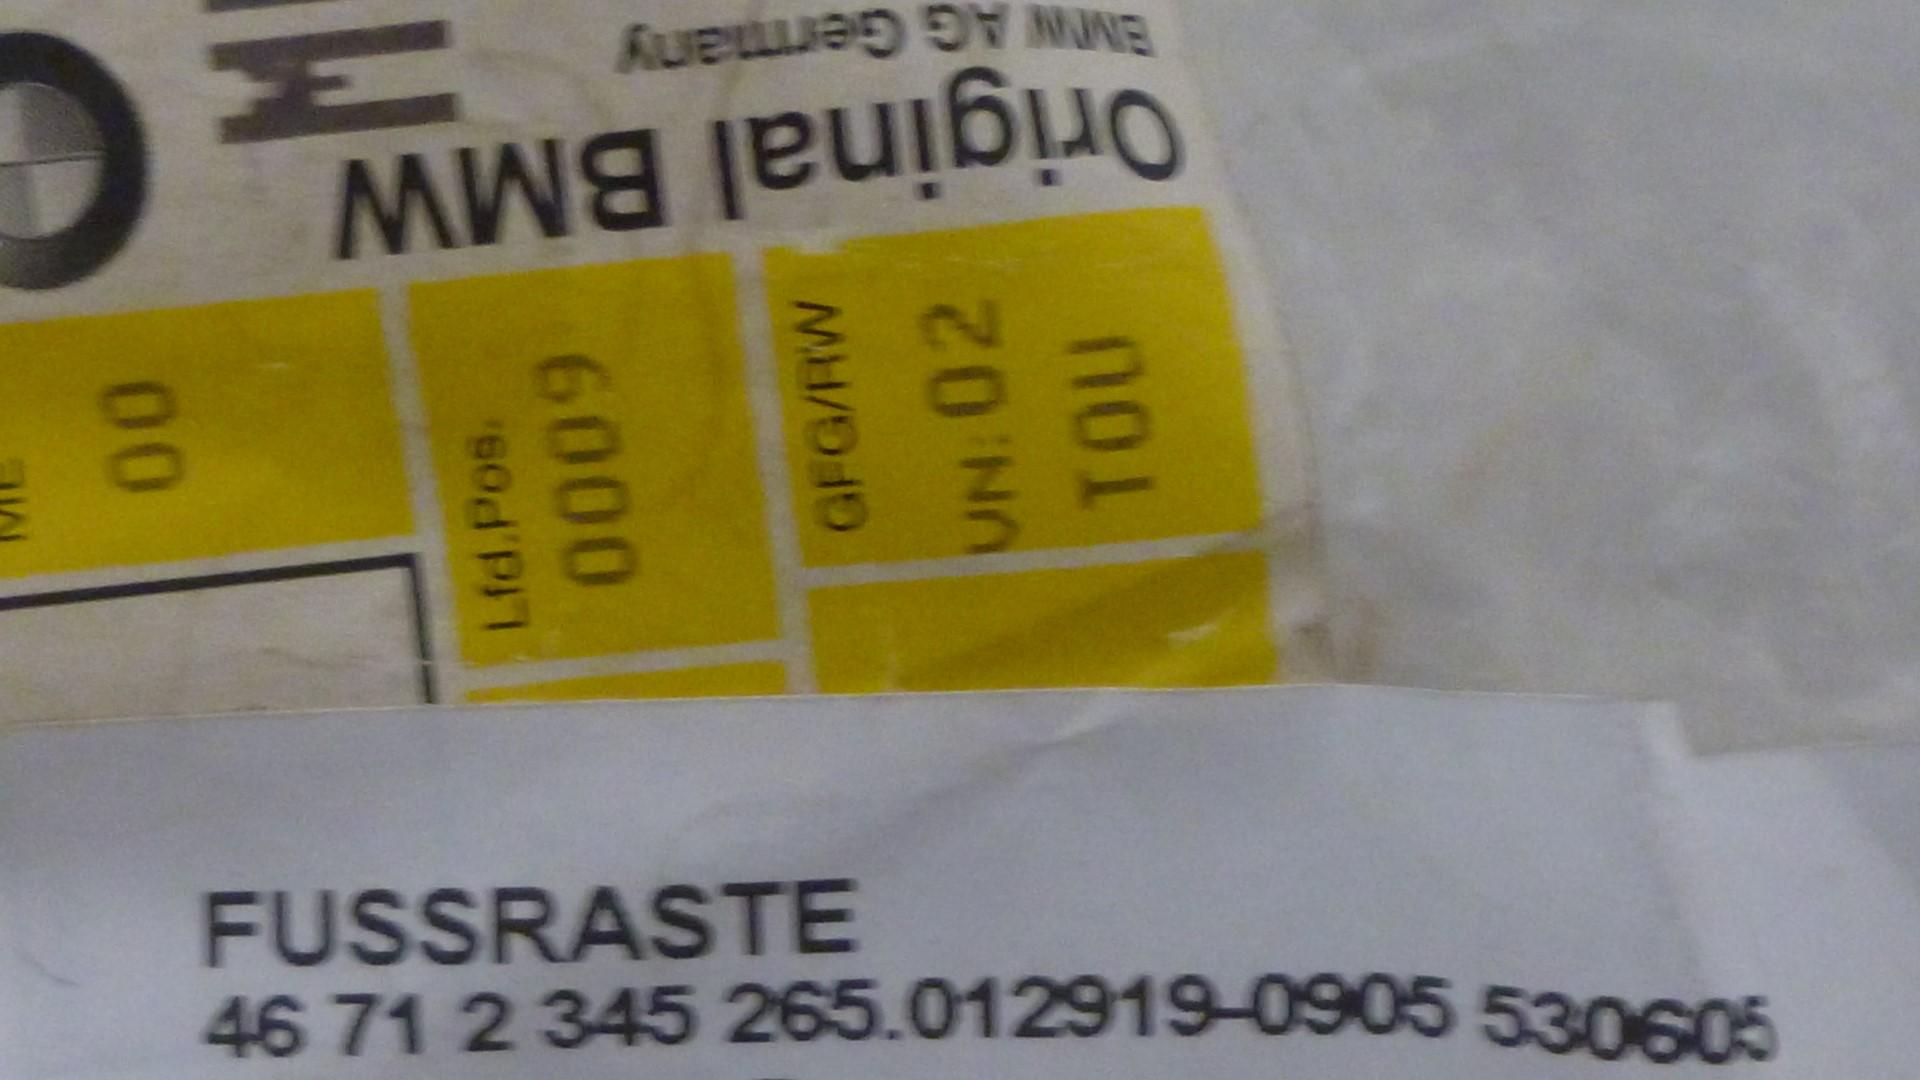 BMW AG Germany
Original BMW
ME
00
Lfd.Pos.
0009
GFG/RW
VN:02
TOU
FUSSRASTE
46 71 2 345 265.012919-0905 530605